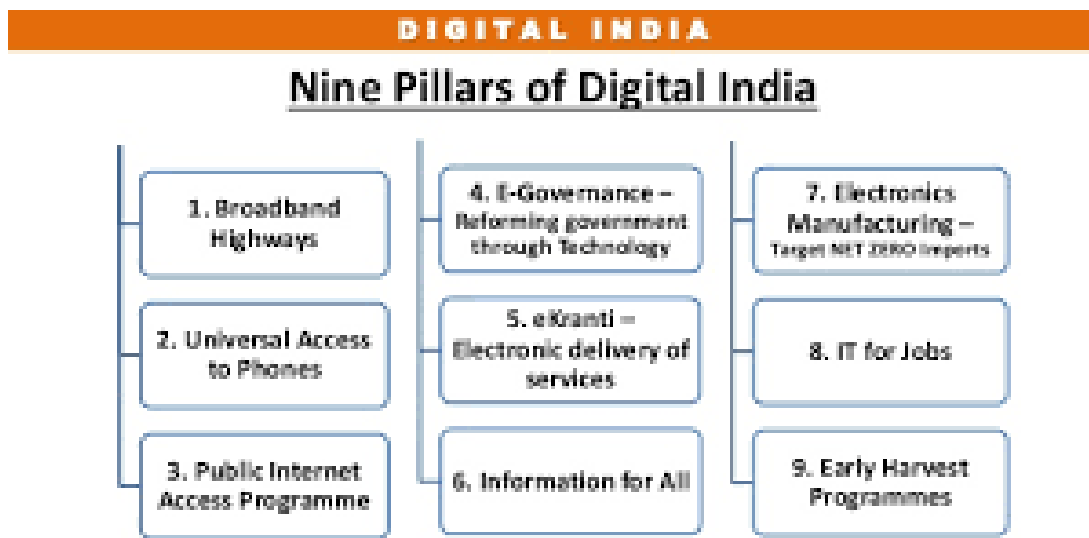 DIGITAL INDIA
Nine Pillars of Digital India
1. Broadband
Highways
2. Universal Access
to Phones
3. Public Internet
Access Programme
4. E-Governance –
Reforming government
through Technology
5. eKranti –
Electronic delivery of
services
6. Information for All
7. Electronics
Manufacturing –
Target NET ZERO Imports
8. IT for Jobs
9. Early Harvest
Programmes